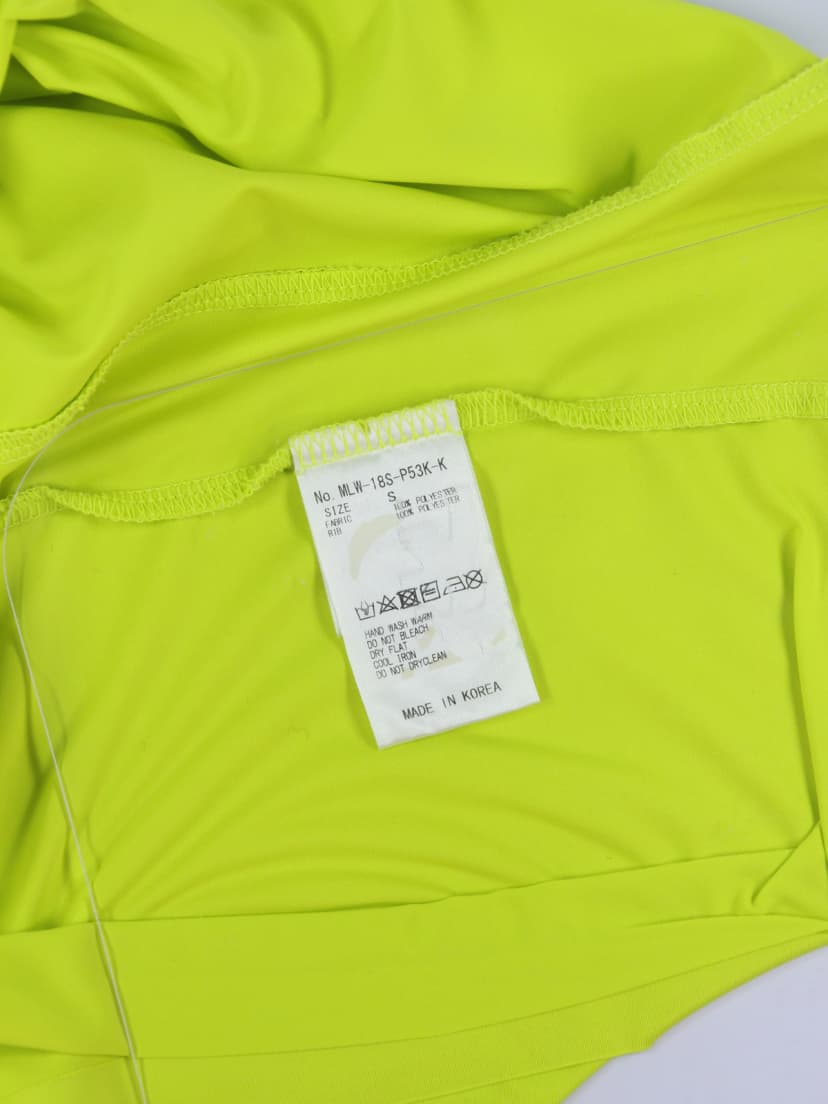 No. MLW-18S-P53K-K
SIZE S
FABRIC 100% POLYESTER
RIB 100% POLYESTER
HAND WASH WARM
DO NOT BLEACH
DRY FLAT
COOL IRON
DO NOT DRYCLEAN
MADE IN KOREA